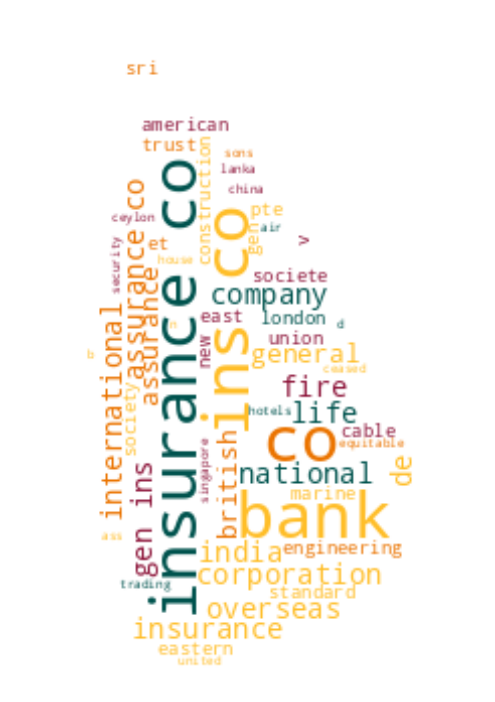 sri
american
trust
sons
lanka
china
construction
insurance co
assurance co
ceylon
pte
air
gen
et
v
house
security
ins co
societe
company
assurance
international
east
london
d
n
union
new
general
b
ceased
fire
society
hotels
life
co
cable
equitable
singapore
british
national
de
gen ins
marine
bank
ass
india
engineering
corporation
trading
standard
overseas
insurance
eastern
united